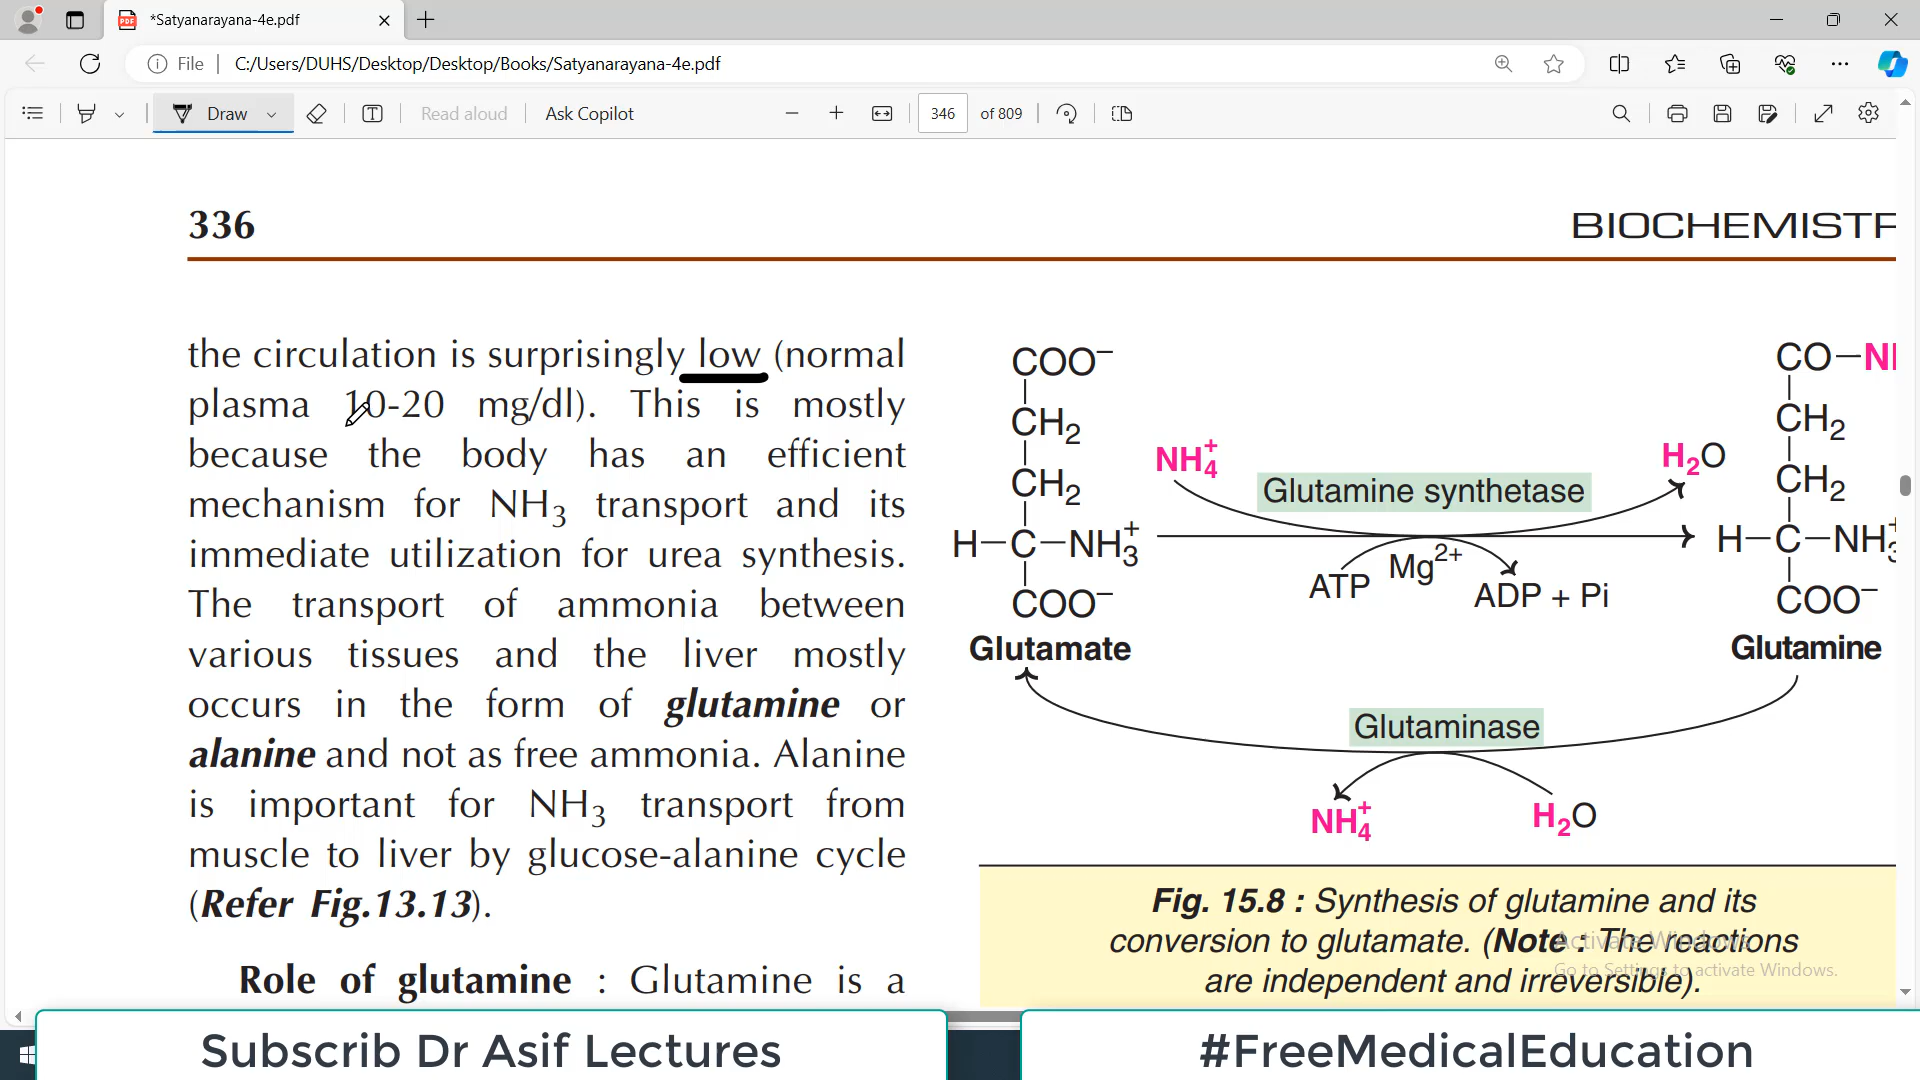 *Satyanarayana-4e.pdf
File C:/Users/DUHS/Desktop/Desktop/Books/Satyanarayana-4e.pdf
Draw Read aloud Ask Copilot 346 of 809
336
BIOCHEMISTR
the circulation is surprisingly low (normal
plasma 10-20 mg/dl). This is mostly
because the body has an efficient
mechanism for NH3 transport and its
immediate utilization for urea synthesis.
The transport of ammonia between
various tissues and the liver mostly
occurs in the form of glutamine or
alanine and not as free ammonia. Alanine
is important for NH3 transport from
muscle to liver by glucose-alanine cycle
(Refer Fig.13.13).
Role of glutamine : Glutamine is a
COO−
CH2
CH2
H−C−NH3+
COO−
Glutamate
NH4+
Glutamine synthetase
H2O
ATP
Mg2+
ADP + Pi
CO−N
CH2
CH2
H−C−NH3+
COO−
Glutamine
Glutaminase
NH4+
H2O
Fig. 15.8 : Synthesis of glutamine and its
conversion to glutamate. (Note : The reactions
are independent and irreversible).
Activate Windows
Go to Settings to activate Windows.
Subscrib Dr Asif Lectures
#FreeMedicalEducation